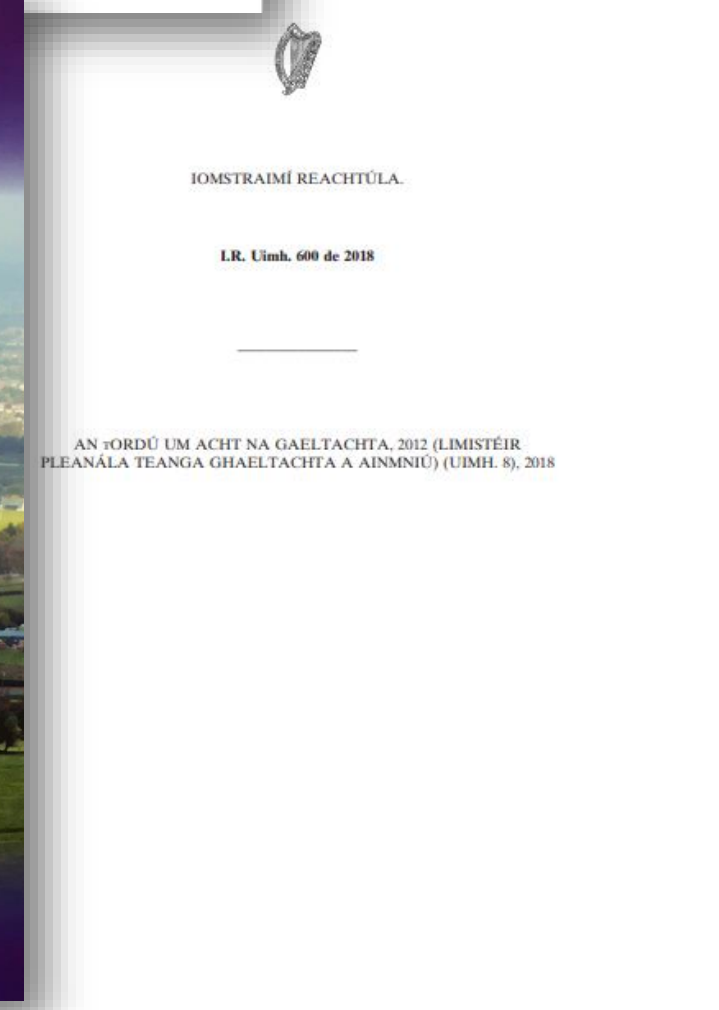 IOMSTRAIMÍ REACHTÚLA.
I.R. Uimh. 600 de 2018
AN TORDÚ UM ACHT NA GAELTACHTA, 2012 (LIMISTÉIR
PLEANÁLA TEANGA GHAELTACHTA A AINMNIÚ) (UIMH. 8), 2018